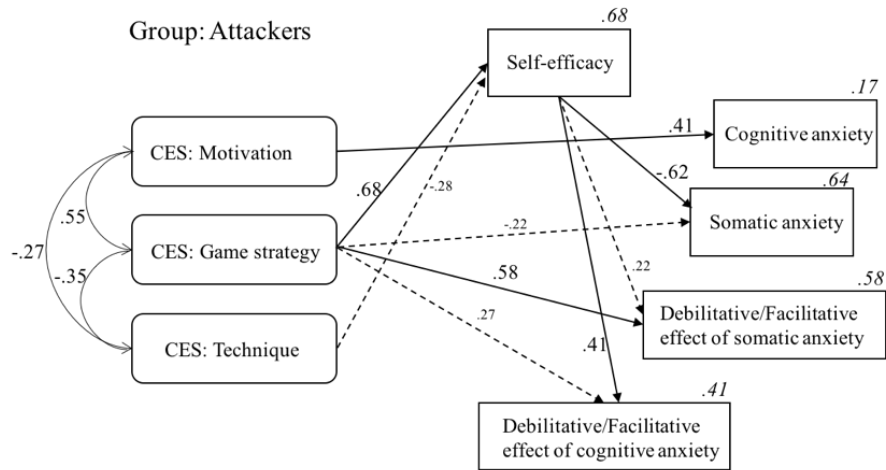 .68
Group: Attackers
Self-efficacy
.17
.41
Cognitive anxiety
CES: Motivation
-.28
-.62
.68
.64
.55
Somatic anxiety
-.22
-.27
CES: Game strategy
-.35
.58
.22
.58
.27
Debilitative/Facilitative
effect of somatic anxiety
CES: Technique
.41
.41
Debilitative/Facilitative
effect of cognitive anxiety